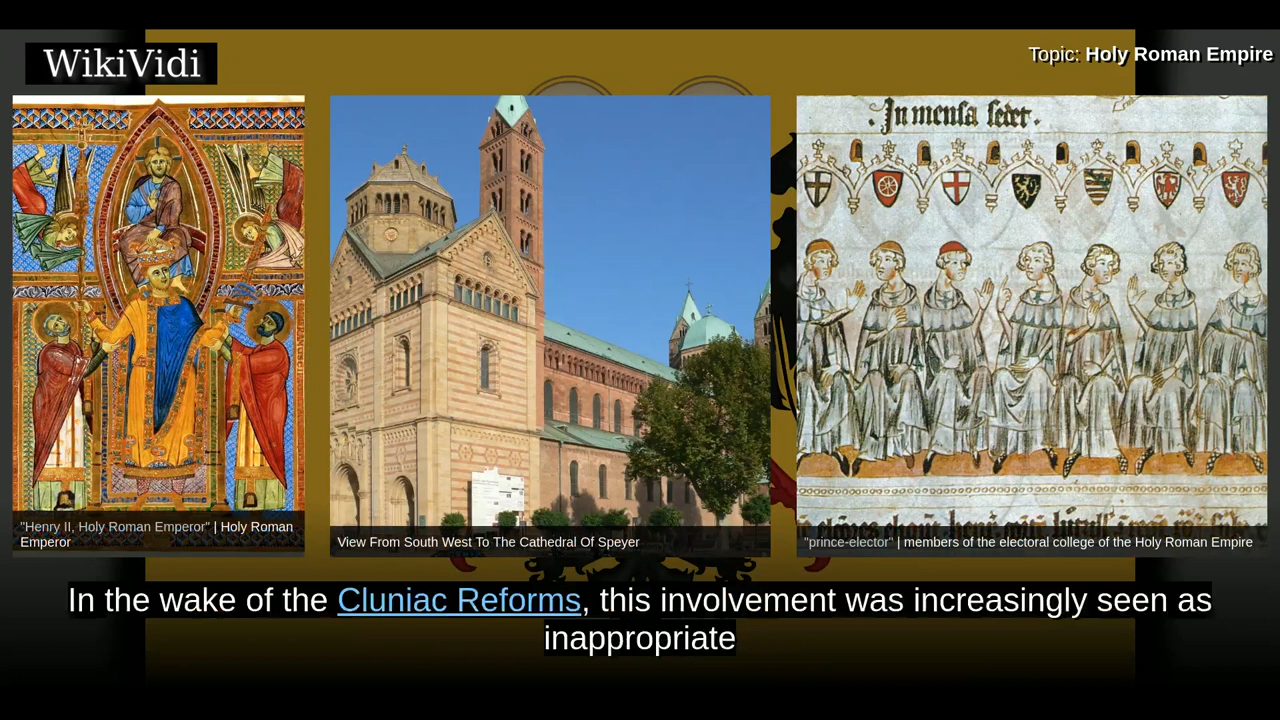 WikiVidi
Topic: Holy Roman Empire
. In mensa sedet .
"Henry II, Holy Roman Emperor" | Holy Roman
Emperor
View From South West To The Cathedral Of Speyer
"prince-elector" | members of the electoral college of the Holy Roman Empire
In the wake of the Cluniac Reforms, this involvement was increasingly seen as
inappropriate